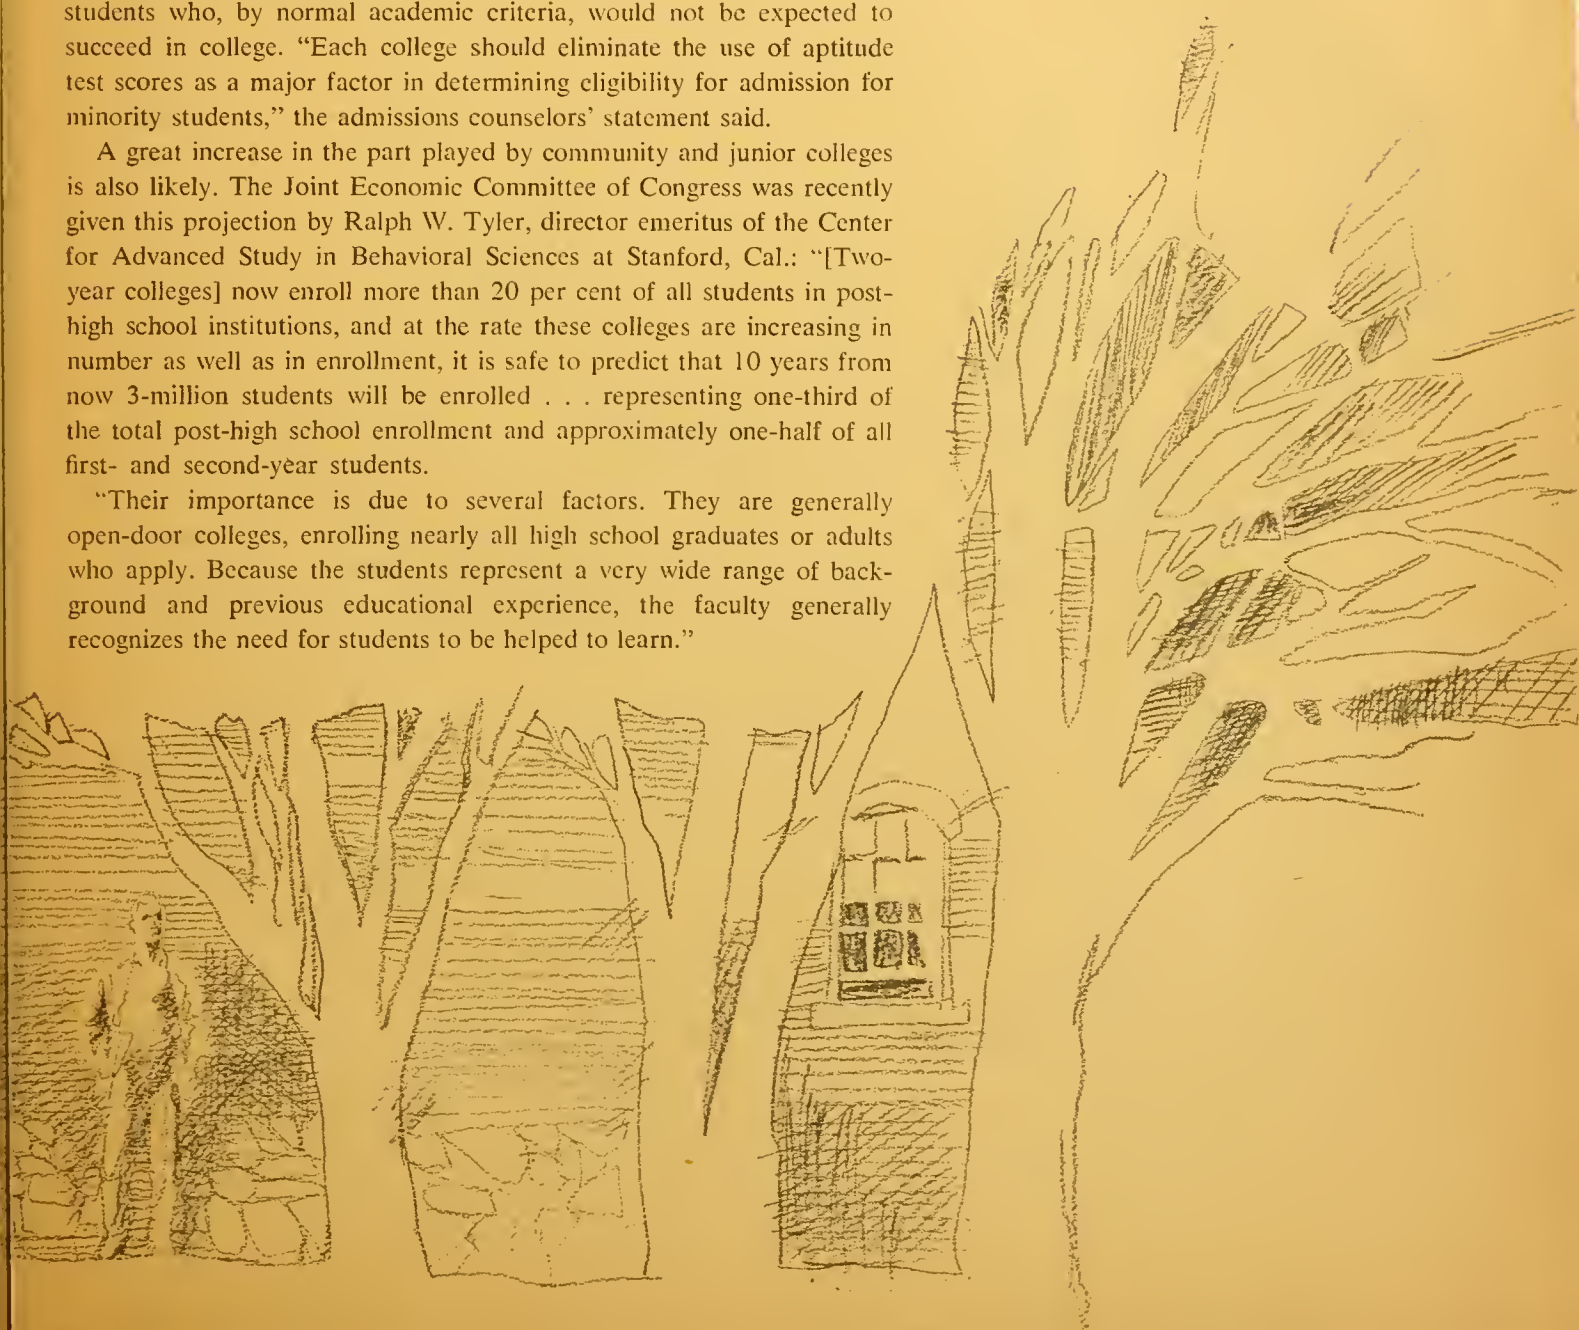 students who, by normal academic criteria, would not be expected to
succeed in college. “Each college should eliminate the use of aptitude
test scores as a major factor in determining eligibility for admission for
minority students,” the admissions counselors’ statement said.
A great increase in the part played by community and junior colleges
is also likely. The Joint Economic Committee of Congress was recently
given this projection by Ralph W. Tyler, director emeritus of the Center
for Advanced Study in Behavioral Sciences at Stanford, Cal.: “[Two-
year colleges] now enroll more than 20 per cent of all students in post-
high school institutions, and at the rate these colleges are increasing in
number as well as in enrollment, it is safe to predict that 10 years from
now 3-million students will be enrolled . . . representing one-third of
the total post-high school enrollment and approximately one-half of all
first- and second-year students.
“Their importance is due to several factors. They are generally
open-door colleges, enrolling nearly all high school graduates or adults
who apply. Because the students represent a very wide range of back-
ground and previous educational experience, the faculty generally
recognizes the need for students to be helped to learn.”